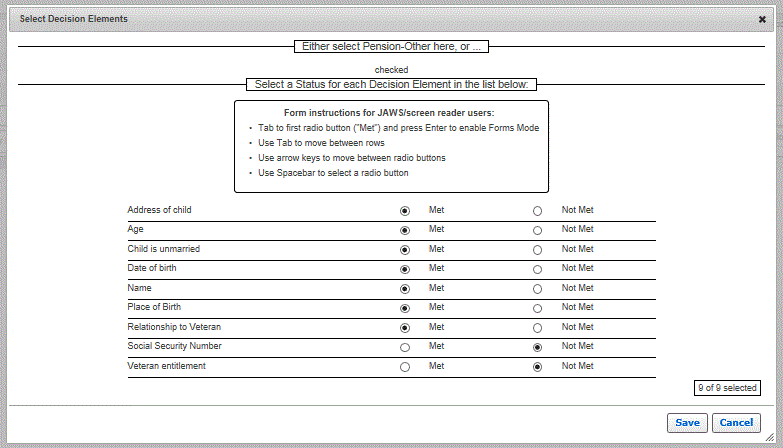 Select Decision Elements
Either select Pension-Other here, or ...
checked
Select a Status for each Decision Element in the list below:
Form instructions for JAWS/screen reader users:
• Tab to first radio button ("Met") and press Enter to enable Forms Mode
• Use Tab to move between rows
• Use arrow keys to move between radio buttons
• Use Spacebar to select a radio button
Address of child Met Not Met
Age Met Not Met
Child is unmarried Met Not Met
Date of birth Met Not Met
Name Met Not Met
Place of Birth Met Not Met
Relationship to Veteran Met Not Met
Social Security Number Met Not Met
Veteran entitlement Met Not Met
9 of 9 selected
Save Cancel